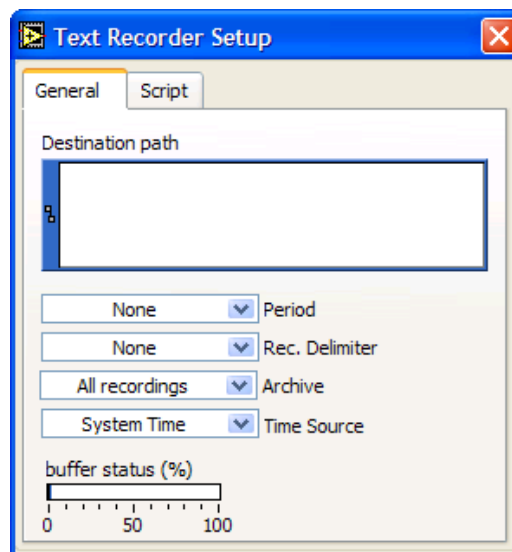 Text Recorder Setup
General Script
Destination path
None Period
None Rec. Delimiter
All recordings Archive
System Time Time Source
buffer status (%)
0 50 100